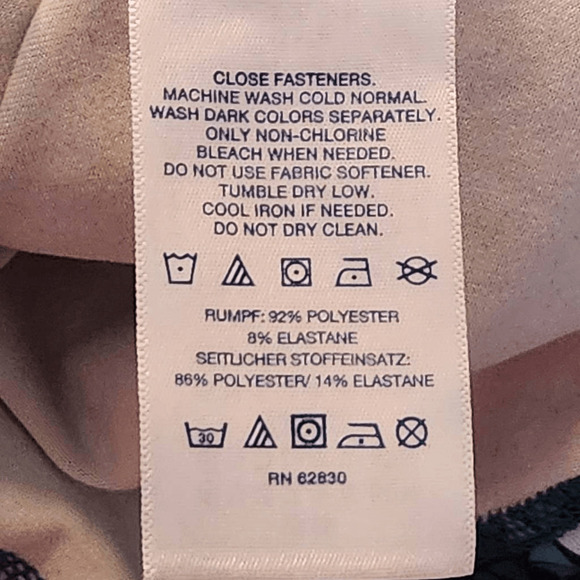 CLOSE FASTENERS.
MACHINE WASH COLD NORMAL.
WASH DARK COLORS SEPARATELY.
ONLY NON-CHLORINE
BLEACH WHEN NEEDED.
DO NOT USE FABRIC SOFTENER.
TUMBLE DRY LOW.
COOL IRON IF NEEDED.
DO NOT DRY CLEAN.
RUMPF: 92% POLYESTER
8% ELASTANE
SEITLICHER STOFFEINSATZ:
86% POLYESTER/ 14% ELASTANE
30
RN 62830